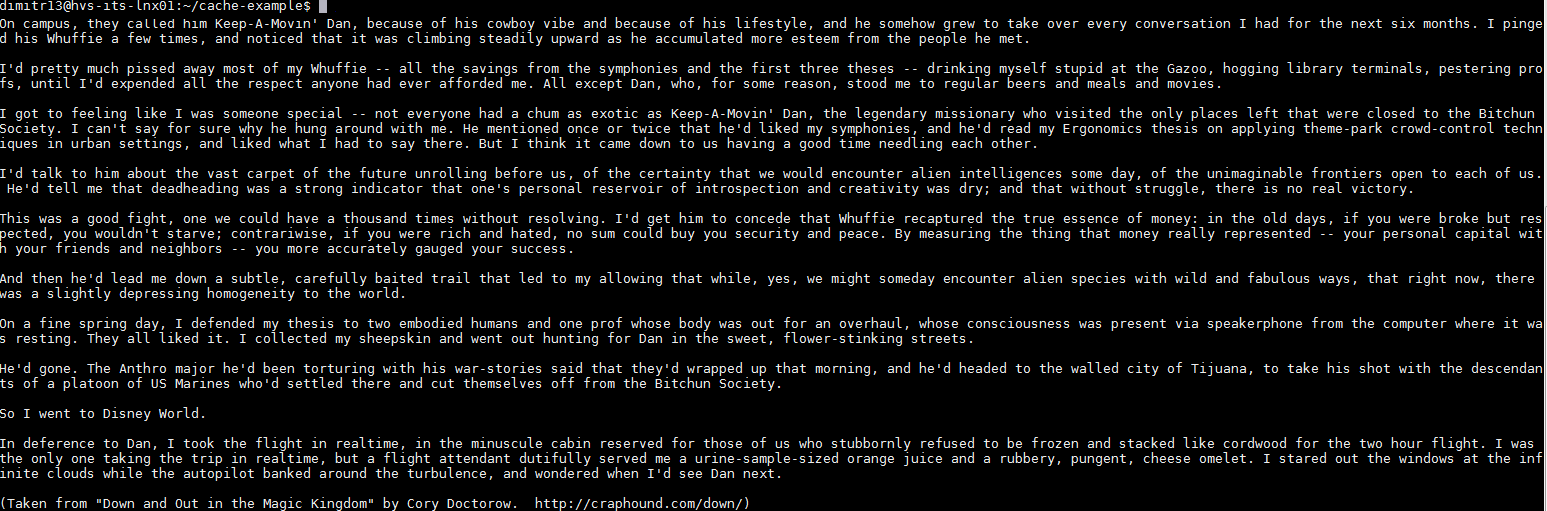 dimitr13@hvs-its-lnx01:~/cache-example$
On campus, they called him Keep-A-Movin' Dan, because of his cowboy vibe and because of his lifestyle, and he somehow grew to take over every conversation I had for the next six months. I pinge
d his Whuffie a few times, and noticed that it was climbing steadily upward as he accumulated more esteem from the people he met.
I'd pretty much pissed away most of my Whuffie -- all the savings from the symphonies and the first three theses -- drinking myself stupid at the Gazoo, hogging library terminals, pestering pro
fs, until I'd expended all the respect anyone had ever afforded me. All except Dan, who, for some reason, stood me to regular beers and meals and movies.
I got to feeling like I was someone special -- not everyone had a chum as exotic as Keep-A-Movin' Dan, the legendary missionary who visited the only places left that were closed to the Bitchun
Society. I can't say for sure why he hung around with me. He mentioned once or twice that he'd liked my symphonies, and he'd read my Ergonomics thesis on applying theme-park crowd-control techn
iques in urban settings, and liked what I had to say there. But I think it came down to us having a good time needling each other.
I'd talk to him about the vast carpet of the future unrolling before us, of the certainty that we would encounter alien intelligences some day, of the unimaginable frontiers open to each of us.
He'd tell me that deadheading was a strong indicator that one's personal reservoir of introspection and creativity was dry; and that without struggle, there is no real victory.
This was a good fight, one we could have a thousand times without resolving. I'd get him to concede that Whuffie recaptured the true essence of money: in the old days, if you were broke but res
pected, you wouldn't starve; contrariwise, if you were rich and hated, no sum could buy you security and peace. By measuring the thing that money really represented -- your personal capital wit
h your friends and neighbors -- you more accurately gauged your success.
And then he'd lead me down a subtle, carefully baited trail that led to my allowing that while, yes, we might someday encounter alien species with wild and fabulous ways, that right now, there
was a slightly depressing homogeneity to the world.
On a fine spring day, I defended my thesis to two embodied humans and one prof whose body was out for an overhaul, whose consciousness was present via speakerphone from the computer where it wa
s resting. They all liked it. I collected my sheepskin and went out hunting for Dan in the sweet, flower-stinking streets.
He'd gone. The Anthro major he'd been torturing with his war-stories said that they'd wrapped up that morning, and he'd headed to the walled city of Tijuana, to take his shot with the descendan
ts of a platoon of US Marines who'd settled there and cut themselves off from the Bitchun Society.
So I went to Disney World.
In deference to Dan, I took the flight in realtime, in the minuscule cabin reserved for those of us who stubbornly refused to be frozen and stacked like cordwood for the two hour flight. I was
the only one taking the trip in realtime, but a flight attendant dutifully served me a urine-sample-sized orange juice and a rubbery, pungent, cheese omelet. I stared out the windows at the inf
inite clouds while the autopilot banked around the turbulence, and wondered when I'd see Dan next.
(Taken from "Down and Out in the Magic Kingdom" by Cory Doctorow.  http://craphound.com/down/)